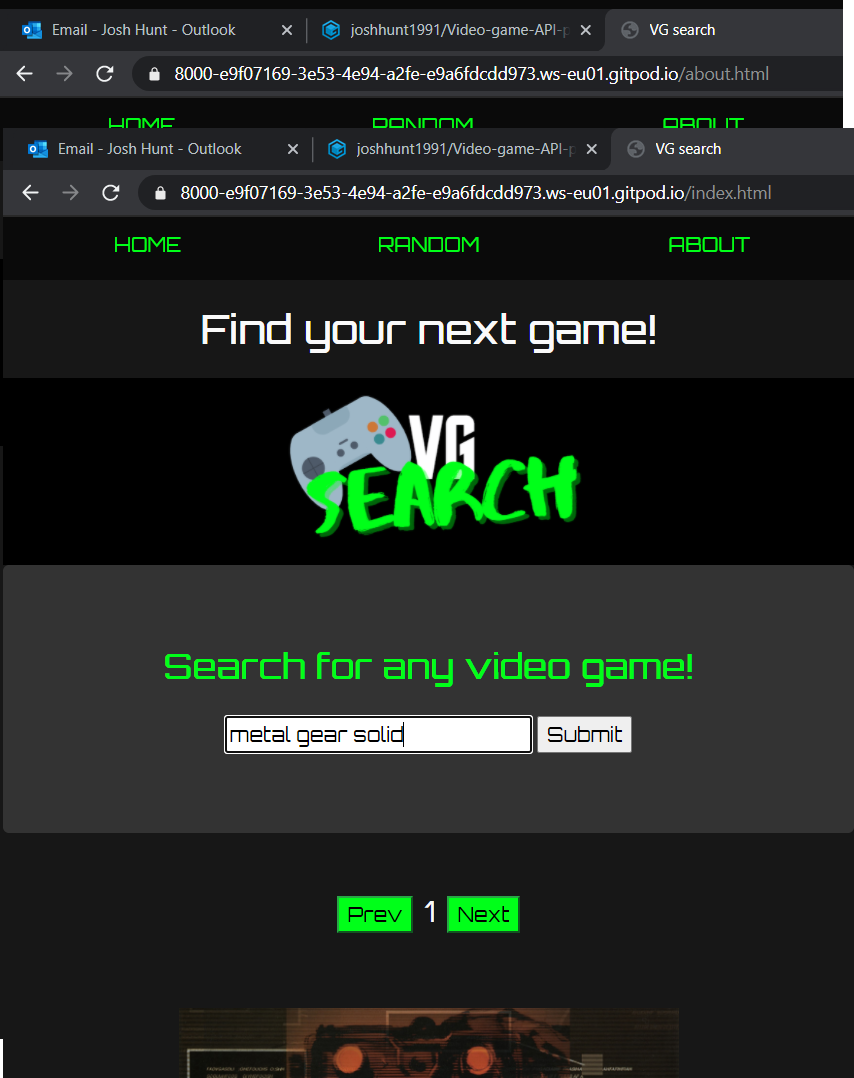 Email - Josh Hunt - Outlook joshhunt1991/Video-game-API-p VG search
8000-e9f07169-3e53-4e94-a2fe-e9a6fdcdd973.ws-eu01.gitpod.io/about.html
HOME RANDOM ABOUT
Email - Josh Hunt - Outlook joshhunt1991/Video-game-API-p VG search
8000-e9f07169-3e53-4e94-a2fe-e9a6fdcdd973.ws-eu01.gitpod.io/index.html
HOME RANDOM ABOUT
Find your next game!
VG
SEARCH
Search for any video game!
metal gear solid Submit
Prev 1 Next